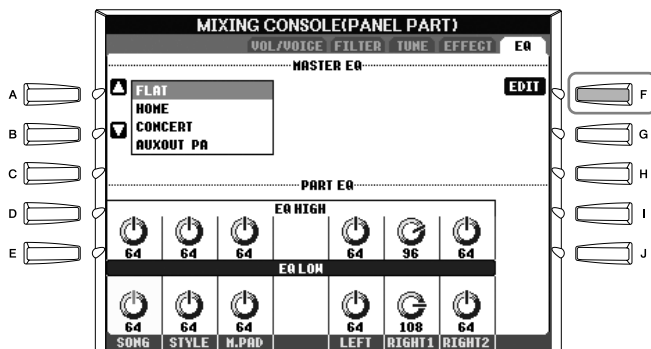 MIXING CONSOLE(PANEL PART)
VOL/VOICE FILTER TUNE EFFECT EQ
MASTER EQ
A FLAT EDIT F
HOME
B CONCERT G
AUXOUT PA
C H
PART EQ
D EQ HIGH I
E 64 64 64 64 96 64 J
EQ LOW
64 64 64 64 108 64
SONG STYLE M.PAD LEFT RIGHT1 RIGHT2